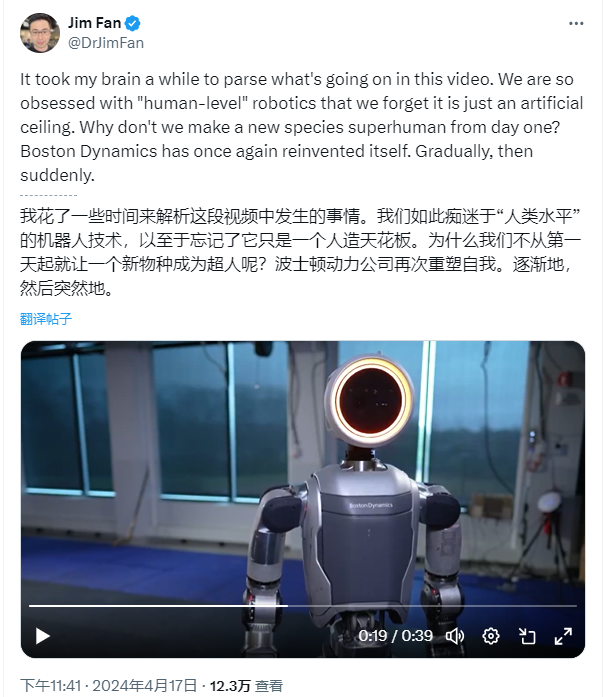 Jim Fan
@DrJimFan
It took my brain a while to parse what's going on in this video. We are so
obsessed with "human-level" robotics that we forget it is just an artificial
ceiling. Why don't we make a new species superhuman from day one?
Boston Dynamics has once again reinvented itself. Gradually, then
suddenly.
我花了一些时间来解析这段视频中发生的事情。我们如此痴迷于“人类水平”
的机器人技术，以至于忘记了它只是一个人造天花板。为什么我们不从第一
天起就让一个新物种成为超人呢？波士顿动力公司再次重塑自我。逐渐地，
然后突然地。
翻译帖子
BostonDynamics
0:19 / 0:39
下午11:41 · 2024年4月17日 · 12.3万 查看